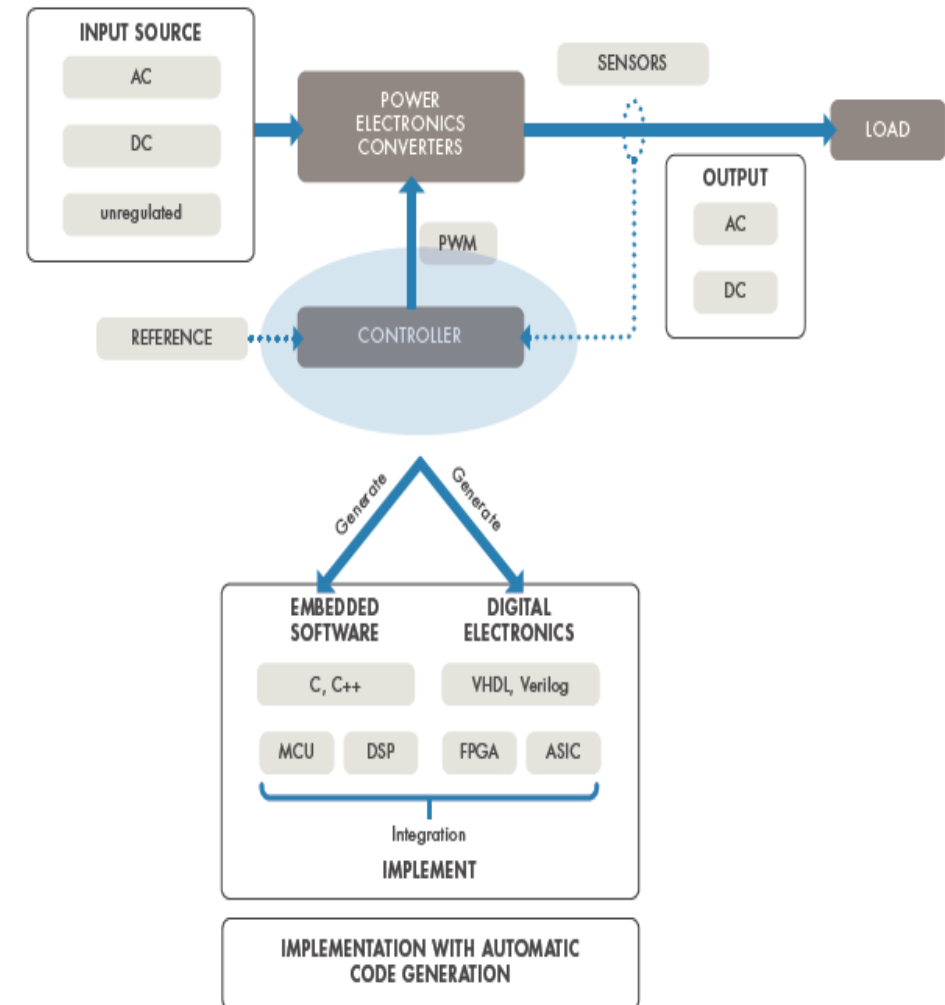 INPUT SOURCE
AC
DC
unregulated
POWER
ELECTRONICS
CONVERTERS
SENSORS
LOAD
OUTPUT
AC
DC
PWM
REFERENCE
CONTROLLER
Generate
Generate
EMBEDDED
SOFTWARE
C, C++
MCU
DSP
DIGITAL
ELECTRONICS
VHDL, Verilog
FPGA
ASIC
Integration
IMPLEMENT
IMPLEMENTATION WITH AUTOMATIC
CODE GENERATION